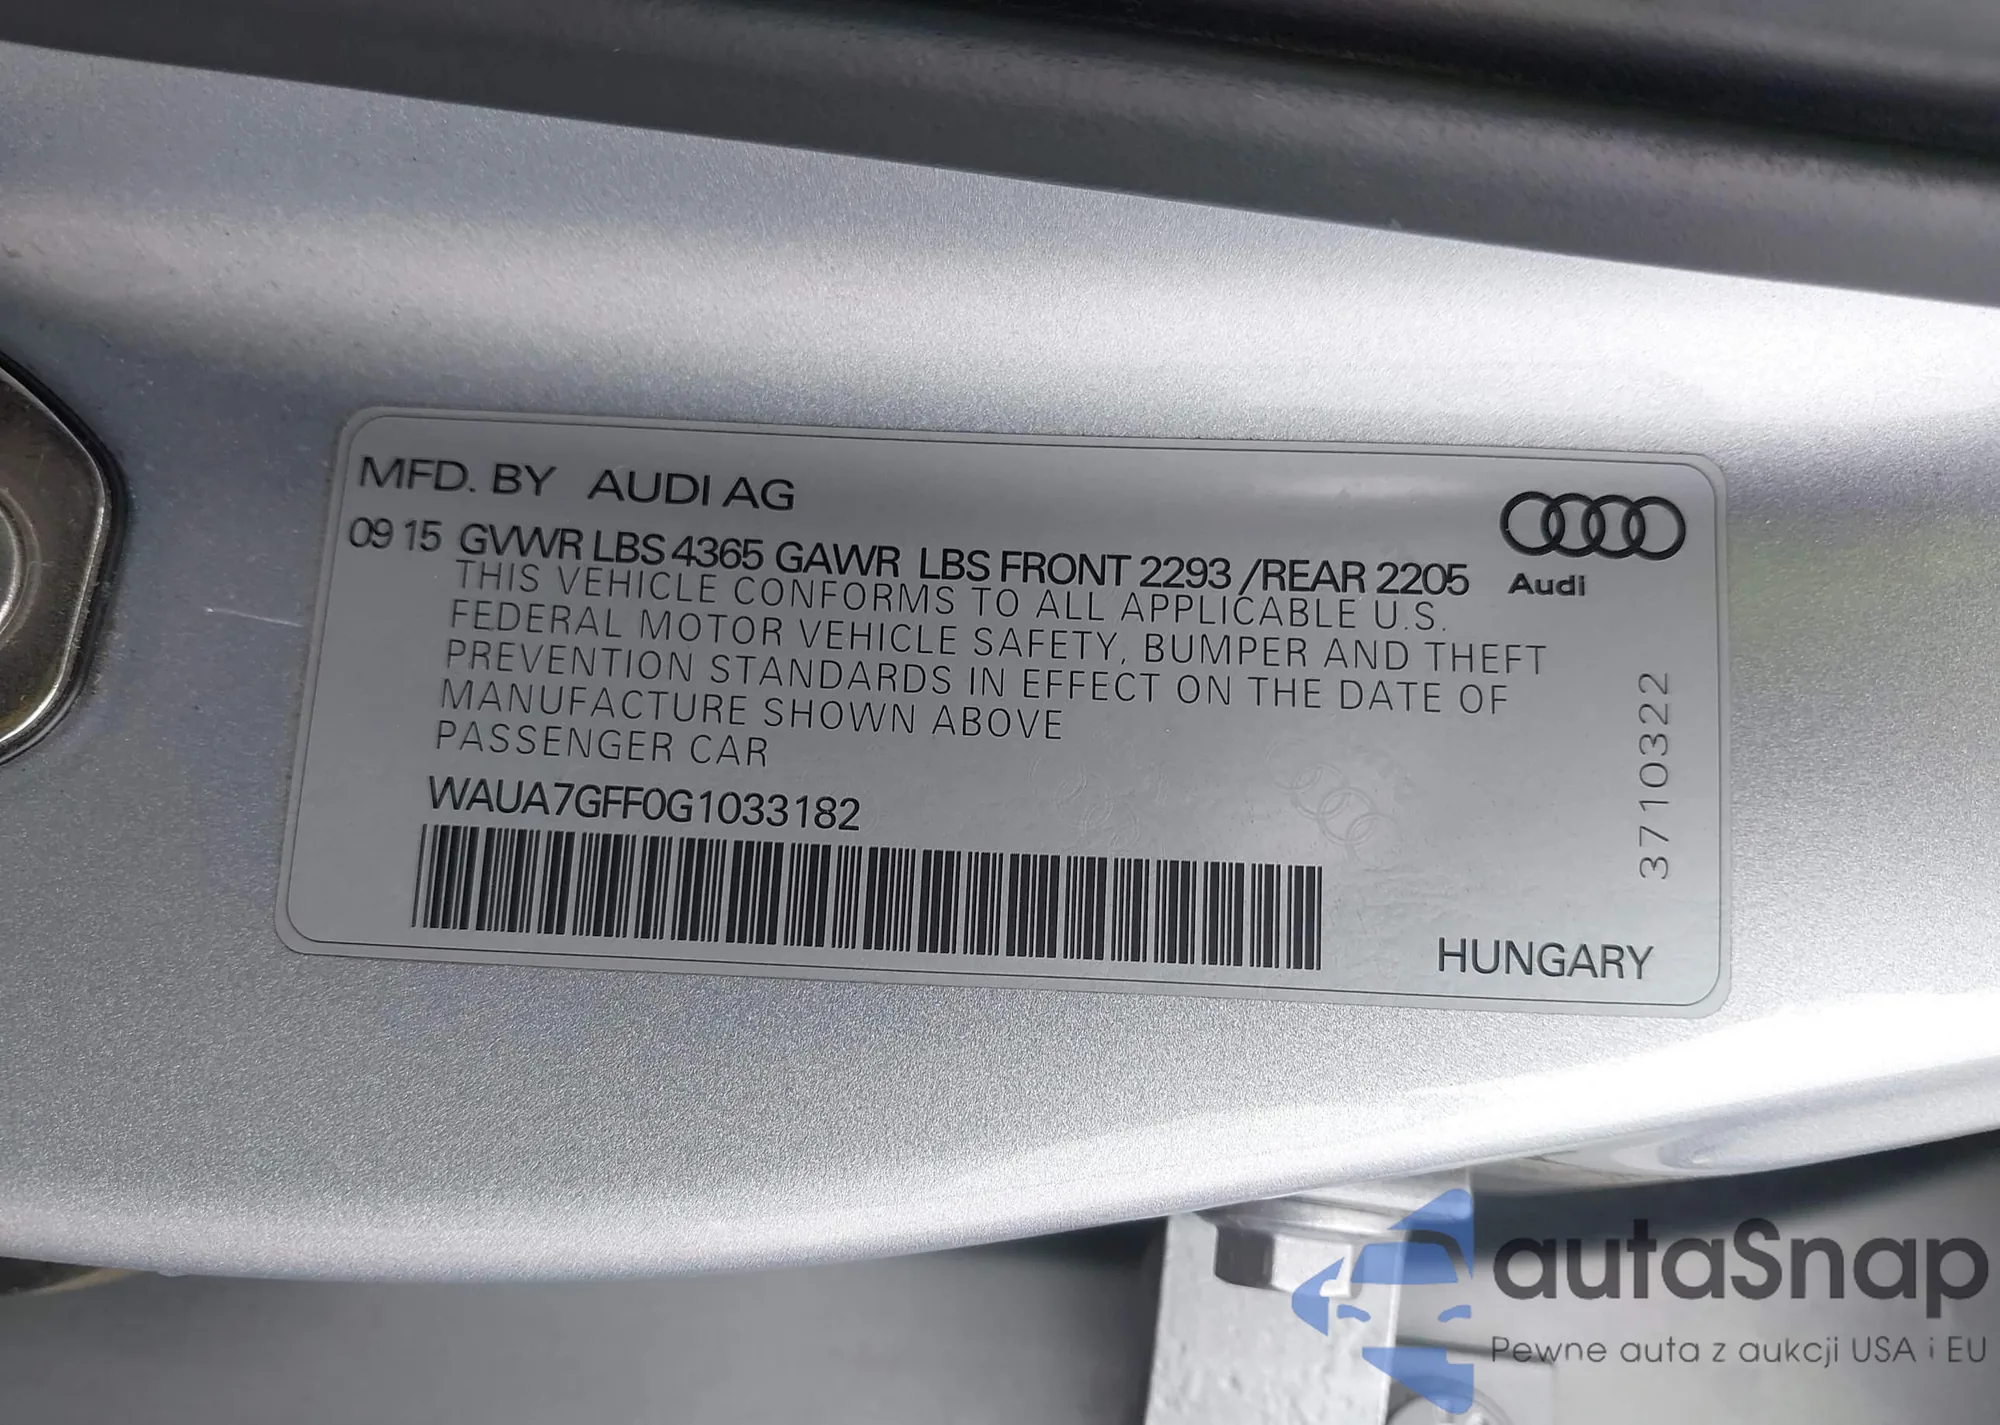 MFD. BY AUDI AG
09 15 GVWR LBS 4365 GAWR LBS FRONT 2293 /REAR 2205
Audi
THIS VEHICLE CONFORMS TO ALL APPLICABLE U.S.
FEDERAL MOTOR VEHICLE SAFETY, BUMPER AND THEFT
PREVENTION STANDARDS IN EFFECT ON THE DATE OF
MANUFACTURE SHOWN ABOVE
PASSENGER CAR
WAUA7GFF0G1033182
3710322
HUNGARY
autaSnap
Pewne auta z aukcji USA i EU